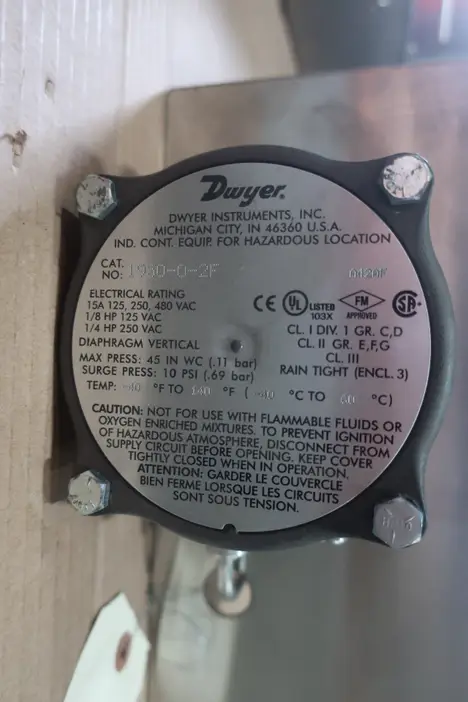 Dwyer®
DWYER INSTRUMENTS, INC.
MICHIGAN CITY, IN 46360 U.S.A.
IND. CONT. EQUIP. FOR HAZARDOUS LOCATION
CAT.
NO: 1950-0-2F
ELECTRICAL RATING
15A 125, 250, 480 VAC
1/8 HP 125 VAC
1/4 HP 250 VAC
DIAPHRAGM VERTICAL
MAX PRESS: 45 IN WC (.11 bar)
SURGE PRESS: 10 PSI (.69 bar)
CE UL LISTED
103X
FM
APPROVED
SA
CL. I DIV. 1 GR. C,D
CL. II GR. E,F,G
CL. III
RAIN TIGHT (ENCL. 3)
TEMP: -40 °F TO 140 °F ( -40 °C TO 60 °C)
CAUTION: NOT FOR USE WITH FLAMMABLE FLUIDS OR
OXYGEN ENRICHED MIXTURES. TO PREVENT IGNITION
OF HAZARDOUS ATMOSPHERE, DISCONNECT FROM
SUPPLY CIRCUIT BEFORE OPENING. KEEP COVER
TIGHTLY CLOSED WHEN IN OPERATION.
ATTENTION: GARDER LE COUVERCLE
BIEN FERME LORSQUE LES CIRCUITS
SONT SOUS TENSION.